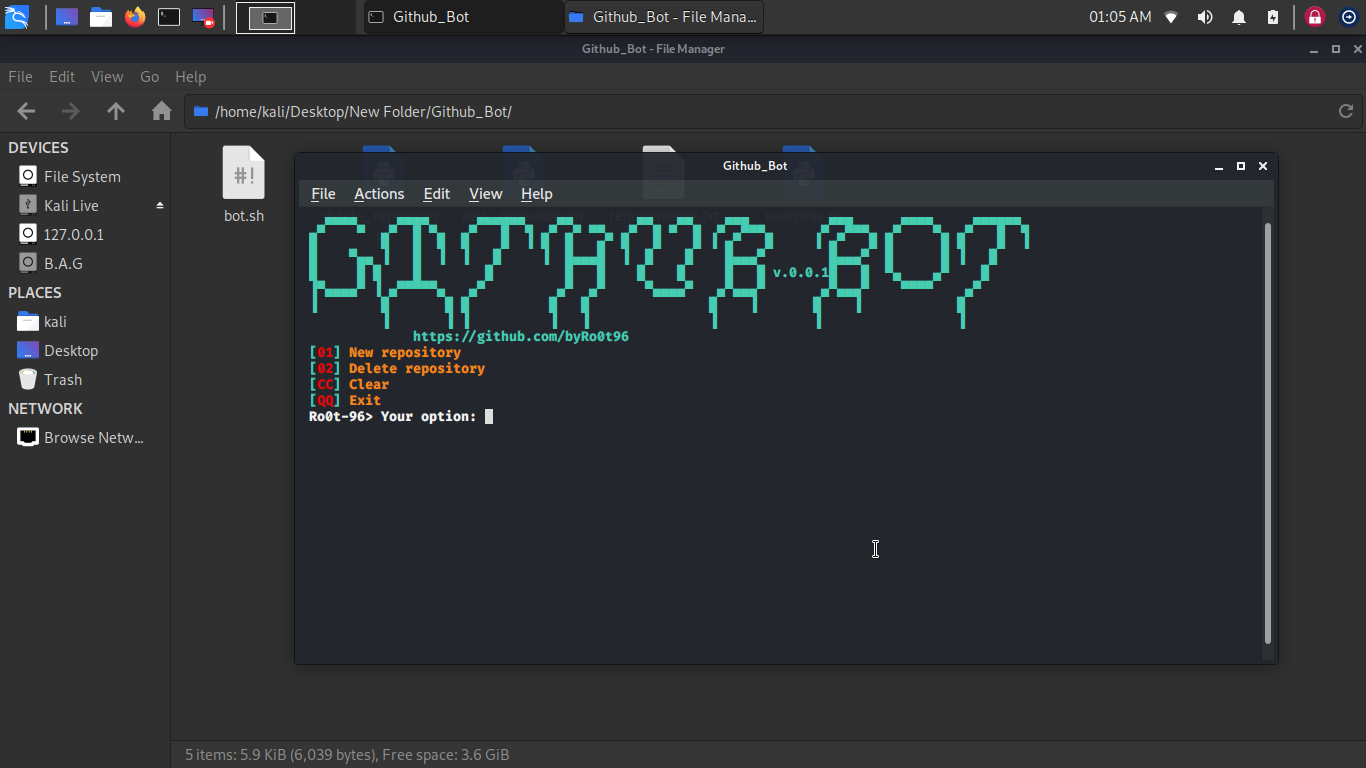 Github_Bot
Github_Bot - File Mana...
01:05 AM
Github_Bot - File Manager
File Edit View Go Help
/home/kali/Desktop/New Folder/Github_Bot/
DEVICES
File System
Kali Live
127.0.0.1
B.A.G
PLACES
kali
Desktop
Trash
NETWORK
Browse Netw...
#!
bot.sh
Github_Bot
File Actions Edit View Help
GITHUB BOT
v.0.0.1
https://github.com/byRo0t96
[01] New repository
[02] Delete repository
[CC] Clear
[QQ] Exit
Ro0t-96> Your option:
5 items: 5.9 KiB (6,039 bytes), Free space: 3.6 GiB